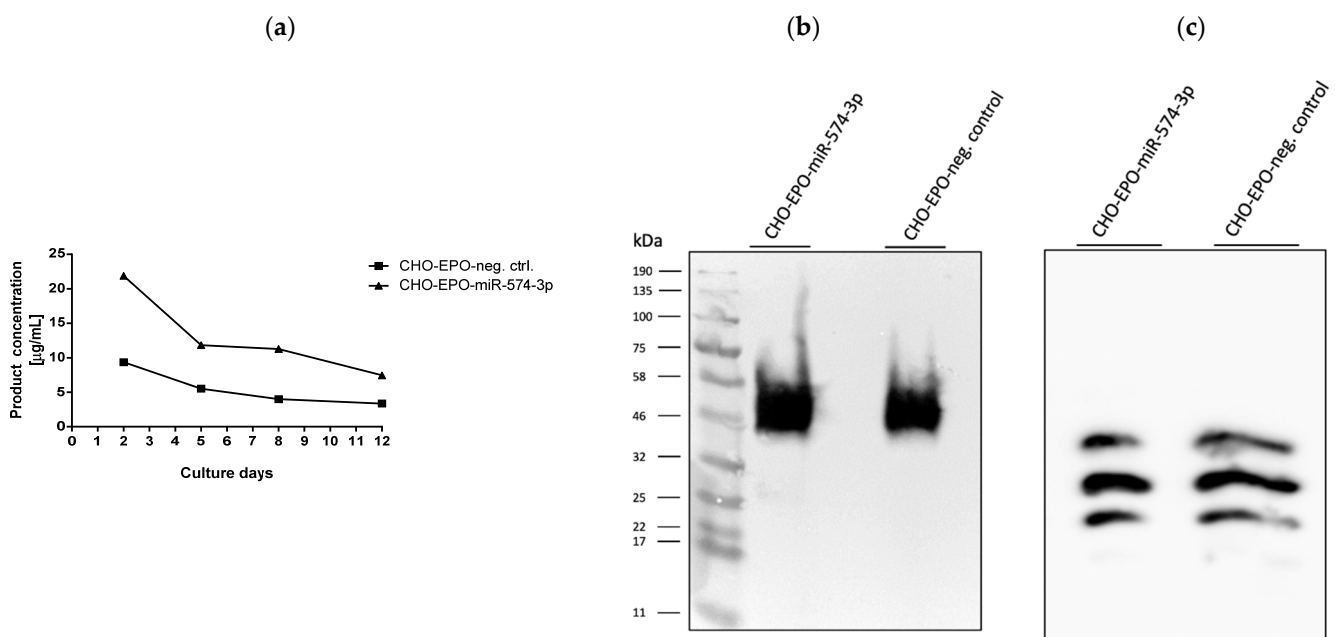 (a)
(b)
(c)
25
20
15
10
5
0
Product concentration
[µg/mL]
0 1 2 3 4 5 6 7 8 9 10 11 12
Culture days
CHO-EPO-neg. ctrl.
CHO-EPO-miR-574-3p
CHO-EPO-miR-574-3p
CHO-EPO-neg. control
kDa
190
135
100
75
58
46
32
25
22
17
11
CHO-EPO-miR-574-3p
CHO-EPO-neg. control